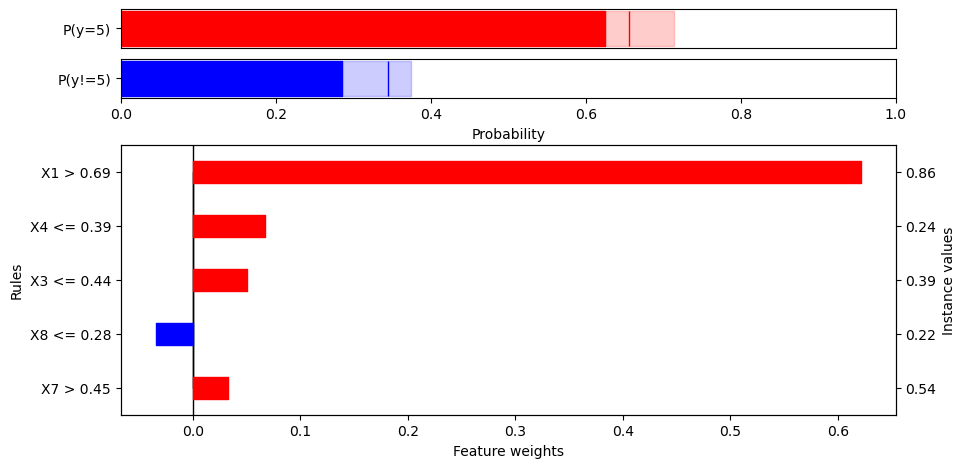 P(y=5)
P(y!=5)
0.0 0.2 0.4 0.6 0.8 1.0
Probability
X1 > 0.69 0.86
X4 <= 0.39 0.24
X3 <= 0.44 0.39
X8 <= 0.28 0.22
X7 > 0.45 0.54
Rules
Instance values
0.0 0.1 0.2 0.3 0.4 0.5 0.6
Feature weights